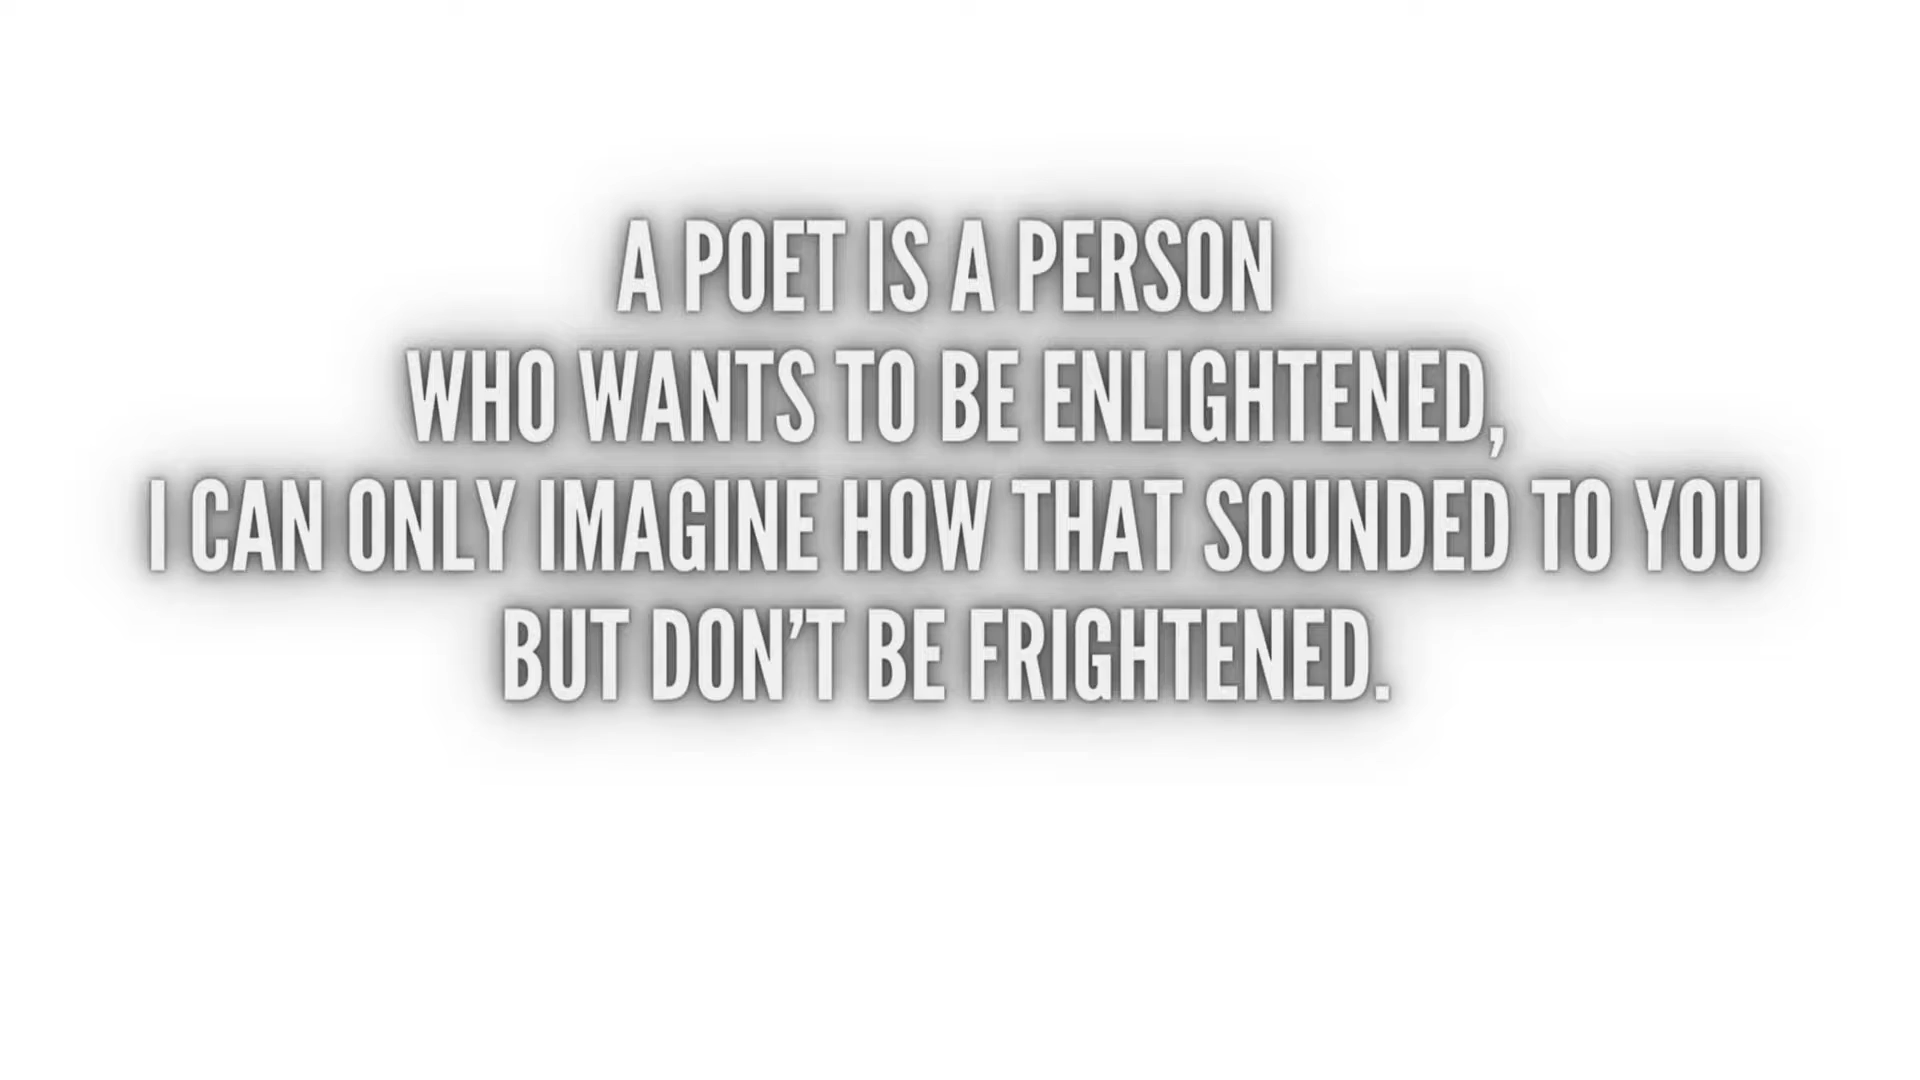 A POET IS A PERSON
WHO WANTS TO BE ENLIGHTENED,
I CAN ONLY IMAGINE HOW THAT SOUNDED TO YOU
BUT DON’T BE FRIGHTENED.